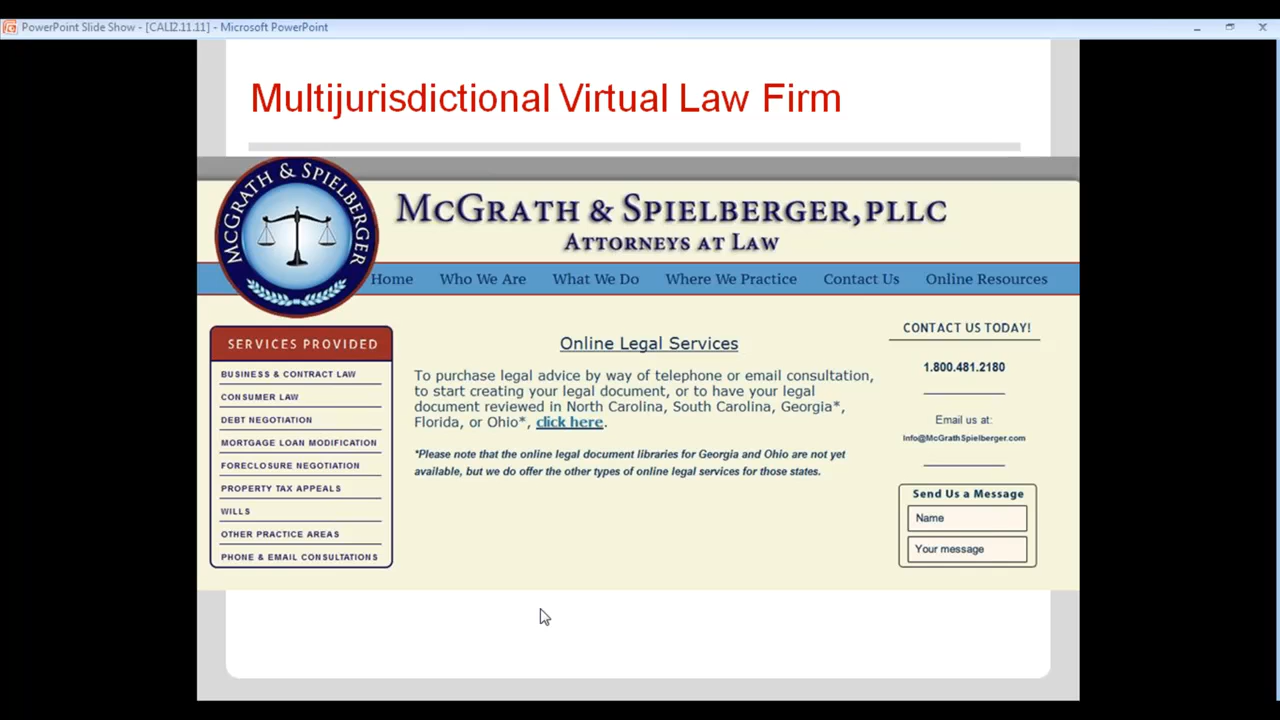 PowerPoint Slide Show - [CALI2.11.11] - Microsoft PowerPoint
Multijurisdictional Virtual Law Firm
MCGRATH & SPIELBERGER
MCGRATH & SPIELBERGER, PLLC
ATTORNEYS AT LAW
Home Who We Are What We Do Where We Practice Contact Us Online Resources
SERVICES PROVIDED
BUSINESS & CONTRACT LAW
CONSUMER LAW
DEBT NEGOTIATION
MORTGAGE LOAN MODIFICATION
FORECLOSURE NEGOTIATION
PROPERTY TAX APPEALS
WILLS
OTHER PRACTICE AREAS
PHONE & EMAIL CONSULTATIONS
Online Legal Services
To purchase legal advice by way of telephone or email consultation,
to start creating your legal document, or to have your legal
document reviewed in North Carolina, South Carolina, Georgia*,
Florida, or Ohio*, click here.
*Please note that the online legal document libraries for Georgia and Ohio are not yet
available, but we do offer the other types of online legal services for those states.
CONTACT US TODAY!
1.800.481.2180
Email us at:
Info@McGrathSpielberger.com
Send Us a Message
Name
Your message